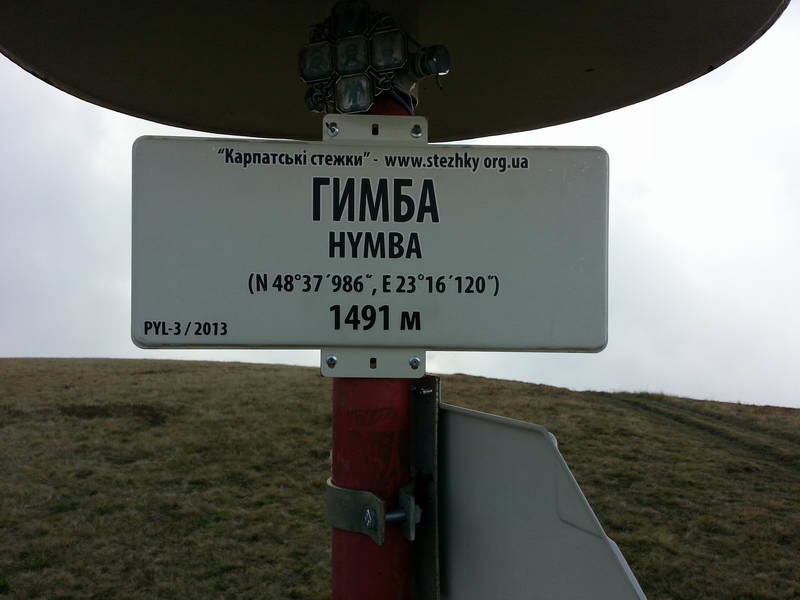 "Карпатські стежки" - www.stezhky org.ua
ГИМБА
HYMBA
(N 48°37´986˝, E 23°16´120˝)
1491 м
PYL-3 / 2013